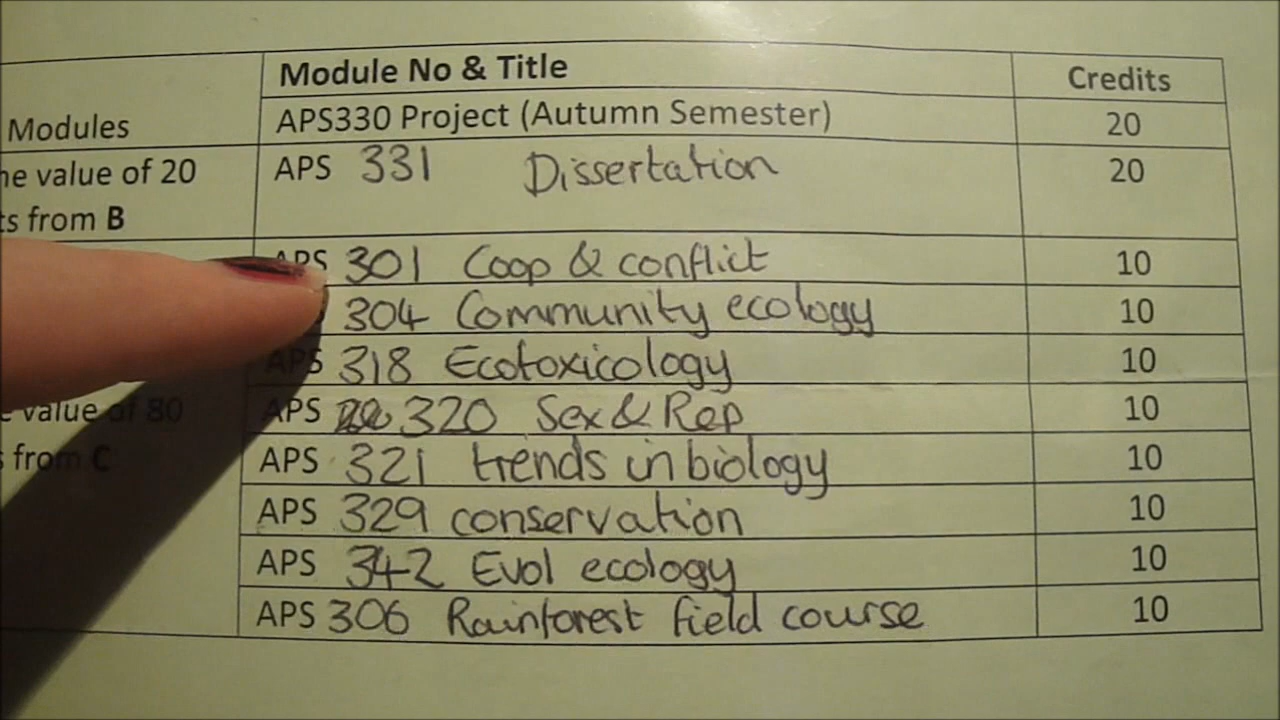 Module No & Title Credits
Modules APS330 Project (Autumn Semester) 20
value of 20 APS 331 Dissertation 20
from B
APS 301 Coop & conflict 10
304 Community ecology 10
APS 318 Ecotoxicology 10
value of 80 APS 320 Sex & Rep 10
from C APS 321 trends in biology 10
APS 329 conservation 10
APS 342 Evol ecology 10
APS 306 Rainforest field course 10